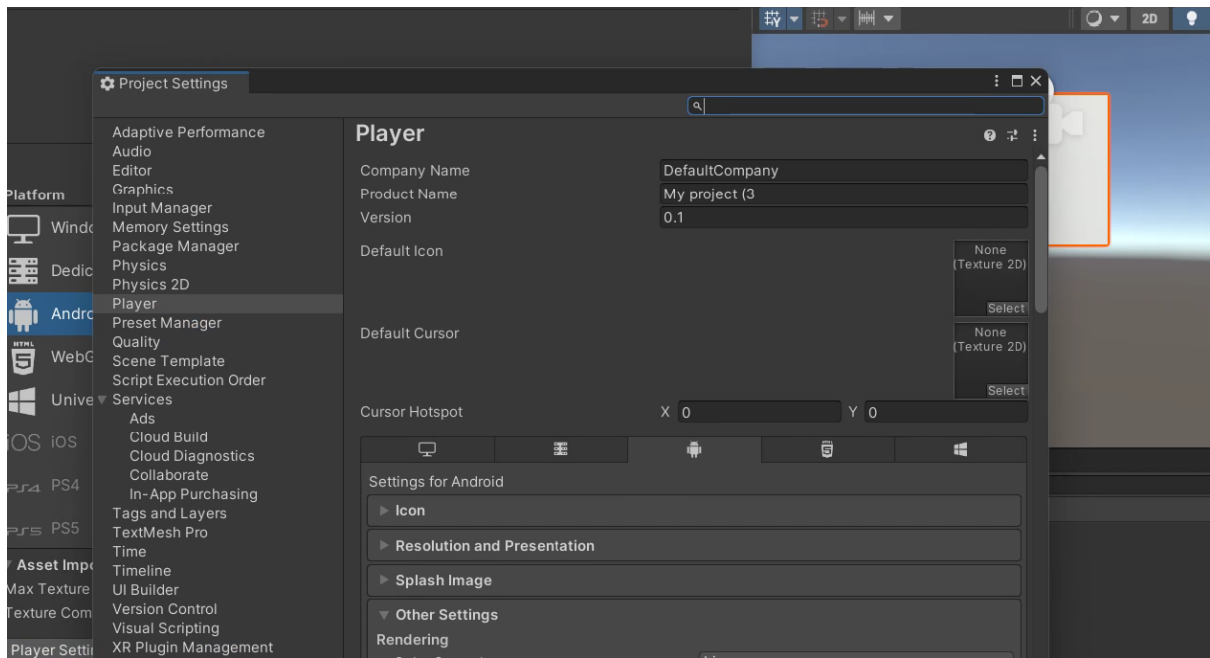 2D
Project Settings
Platform
Windo
Dedic
Andro
HTML
WebG
Unive
iOS iOS
PS4 PS4
PS5 PS5
Asset Impo
Max Texture
Texture Com
Player Setti
Adaptive Performance
Audio
Editor
Graphics
Input Manager
Memory Settings
Package Manager
Physics
Physics 2D
Player
Preset Manager
Quality
Scene Template
Script Execution Order
Services
Ads
Cloud Build
Cloud Diagnostics
Collaborate
In-App Purchasing
Tags and Layers
TextMesh Pro
Time
Timeline
UI Builder
Version Control
Visual Scripting
XR Plugin Management
Player
Company Name DefaultCompany
Product Name My project (3
Version 0.1
Default Icon
None
(Texture 2D)
Select
Default Cursor
None
(Texture 2D)
Select
Cursor Hotspot X 0 Y 0
Settings for Android
Icon
Resolution and Presentation
Splash Image
Other Settings
Rendering